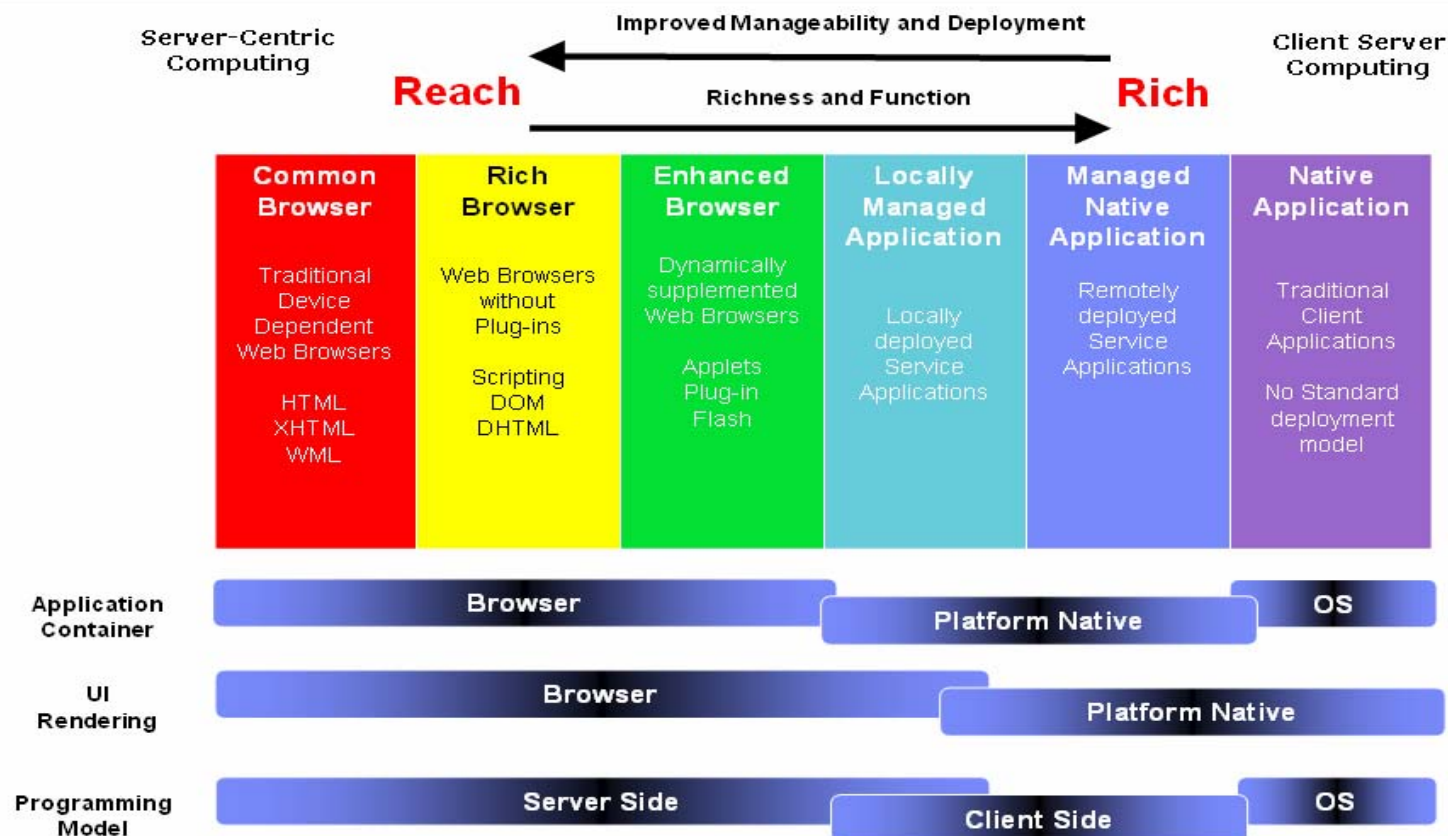 Improved Manageability and Deployment
Server-Centric
Computing
Client Server
Computing
Reach
Richness and Function
Rich
Common
Browser
Traditional
Device
Dependent
Web Browsers
HTML
XHTML
WML
Rich
Browser
Web Browsers
without
Plug-ins
Scripting
DOM
DHTML
Enhanced
Browser
Dynamically
supplemented
Web Browsers
Applets
Plug-in
Flash
Locally
Managed
Application
Locally
deployed
Service
Applications
Managed
Native
Application
Remotely
deployed
Service
Applications
Native
Application
Traditional
Client
Applications
No Standard
deployment
model
Application
Container
Browser
Platform Native
OS
UI
Rendering
Browser
Platform Native
Programming
Model
Server Side
Client Side
OS